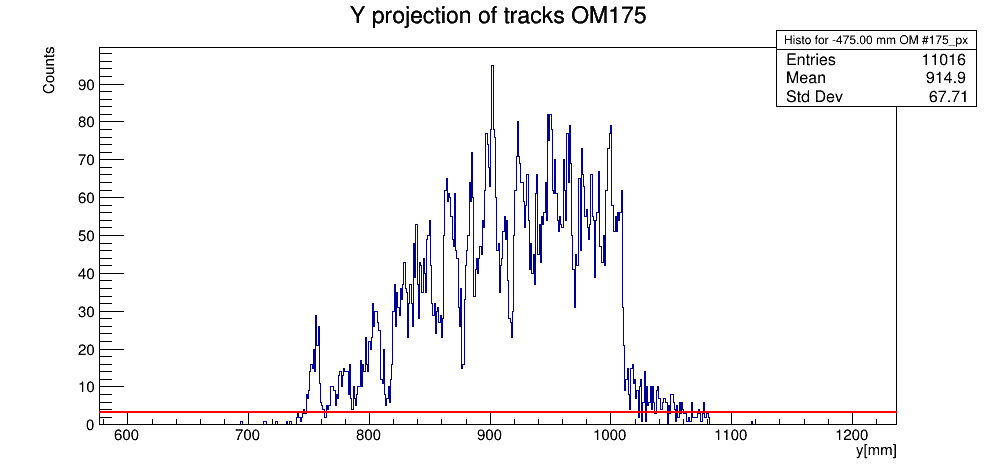 Y projection of tracks OM175
Histo for -475.00 mm OM #175_px
Entries 11016
Mean 914.9
Std Dev 67.71
Counts
90
80
70
60
50
40
30
20
10
0
600 700 800 900 1000 1100 1200
y[mm]